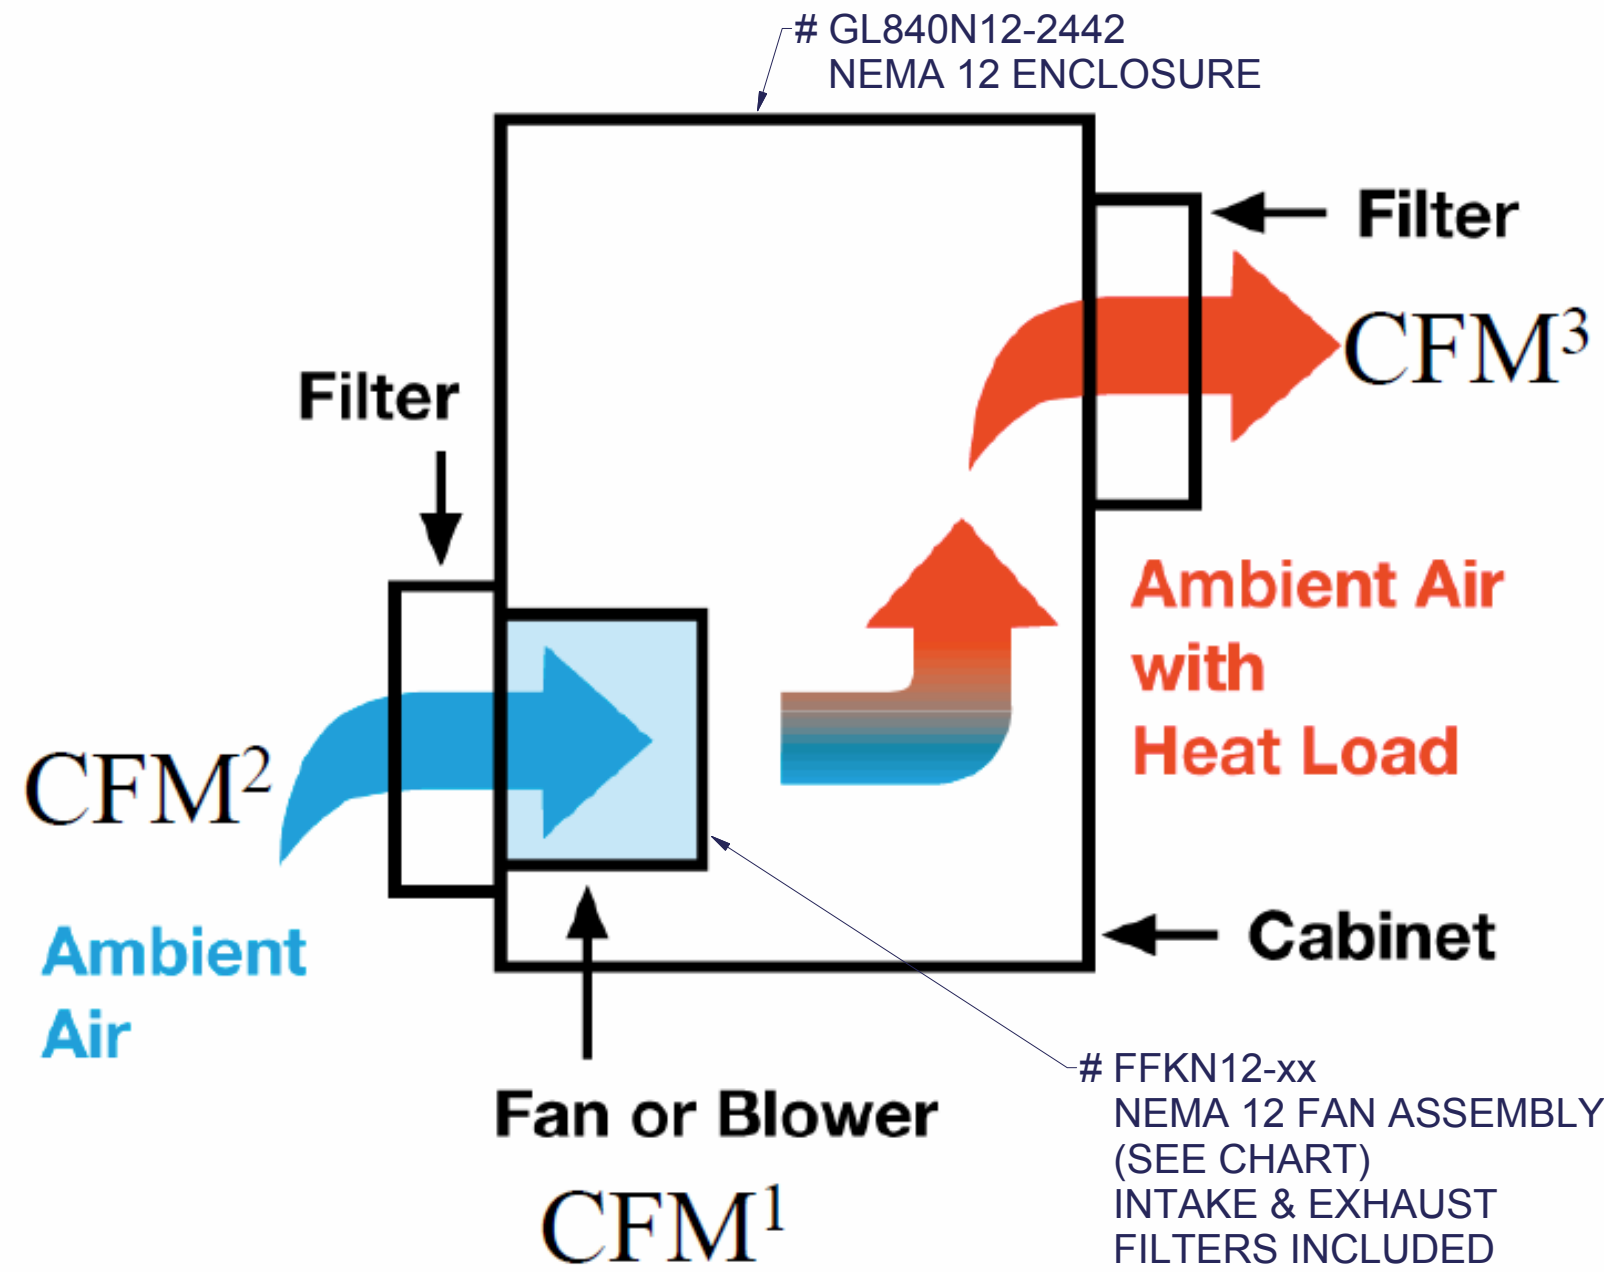 # GL840N12-2442
NEMA 12 ENCLOSURE
Filter
CFM³
Filter
Ambient Air
with
Heat Load
CFM²
Ambient
Air
Cabinet
Fan or Blower
CFM¹
# FFKN12-xx
NEMA 12 FAN ASSEMBLY
(SEE CHART)
INTAKE & EXHAUST
FILTERS INCLUDED